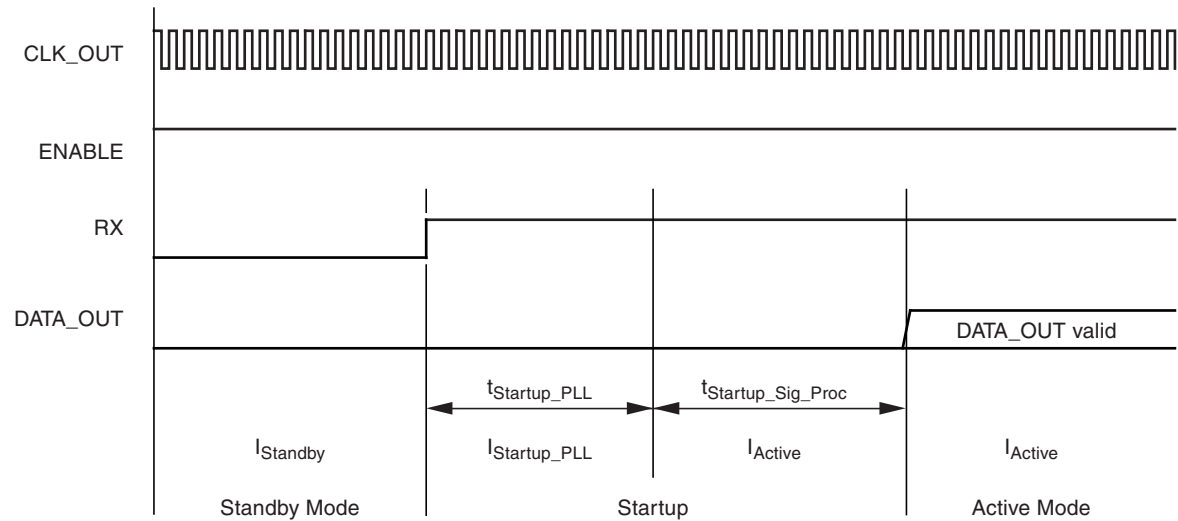 CLK_OUT
ENABLE
RX
DATA_OUT
DATA_OUT valid
tStartup_PLL
tStartup_Sig_Proc
IStandby
IStartup_PLL
IActive
IActive
Standby Mode
Startup
Active Mode